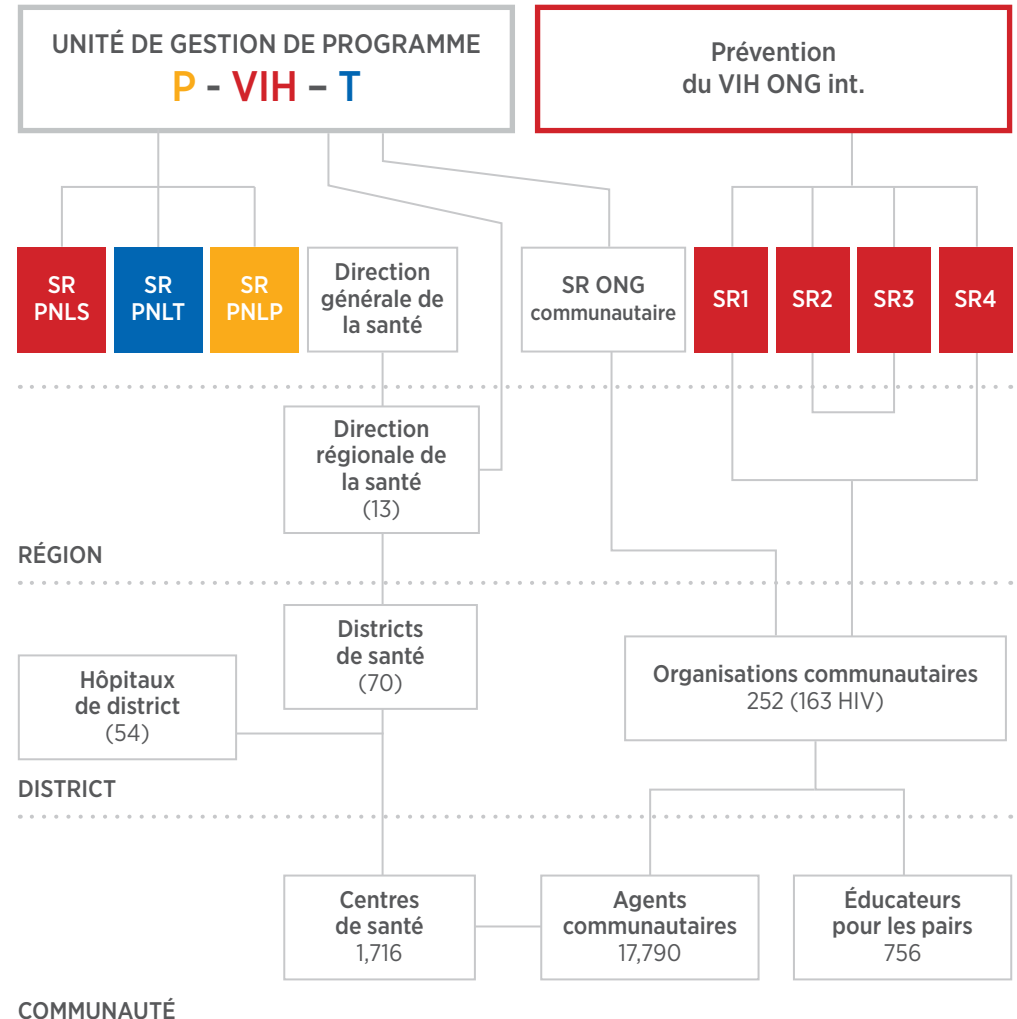 UNITÉ DE GESTION DE PROGRAMME
P - VIH – T
Prévention
du VIH ONG int.
SR
PNLS
SR
PNLT
SR
PNLP
Direction
générale de
la santé
SR ONG
communautaire
SR1
SR2
SR3
SR4
Direction
régionale de
la santé
(13)
RÉGION
Districts
de santé
(70)
Hôpitaux
de district
(54)
Organisations communautaires
252 (163 HIV)
DISTRICT
Centres
de santé
1,716
Agents
communautaires
17,790
Éducateurs
pour les pairs
756
COMMUNAUTÉ